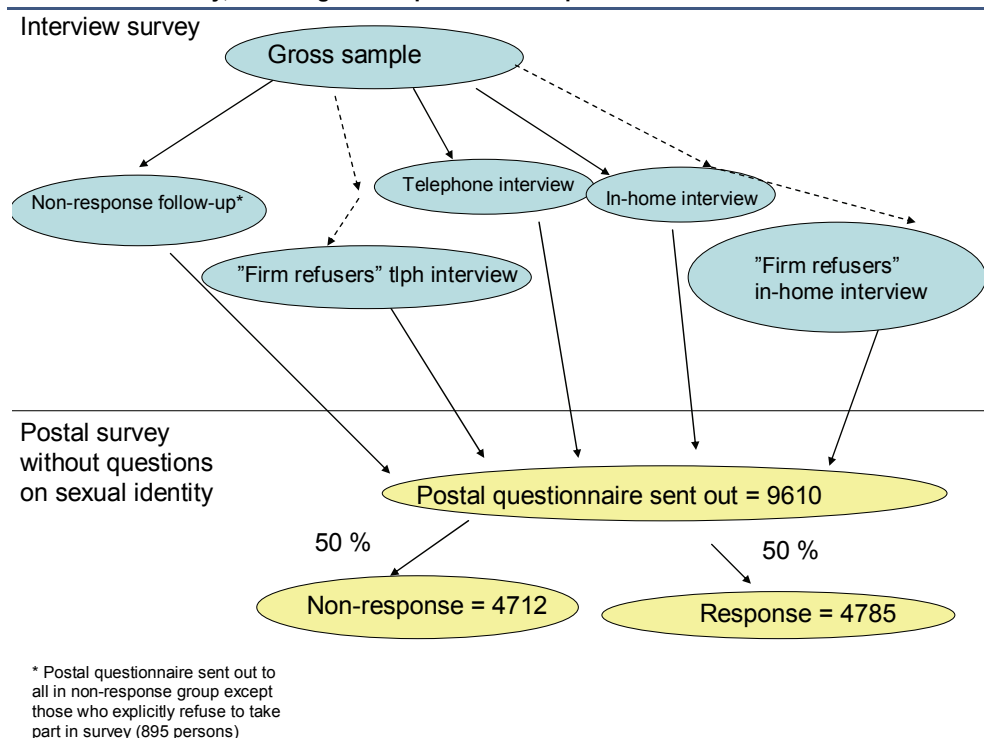 Interview survey
Gross sample
Telephone interview
In-home interview
Non-response follow-up*
"Firm refusers" tlph interview
"Firm refusers"
in-home interview
Postal survey
without questions
on sexual identity
Postal questionnaire sent out = 9610
50 %
50 %
Non-response = 4712
Response = 4785
* Postal questionnaire sent out to
all in non-response group except
those who explicitly refuse to take
part in survey (895 persons)